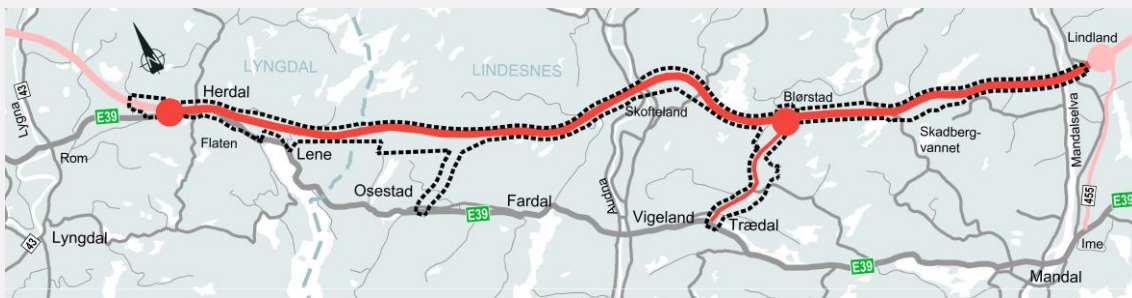 Lindland
LYNGDAL
LINDESNES
43
Herdal
Blørstad
E39
Lygna
Skofteland
Mandalselva
Flaten
Lene
Skadberg-
vannet
Rom
Osestad
Audna
455
E39
Fardal
Vigeland
Trædal
E39
43
Lyngdal
Ime
E39
Mandal